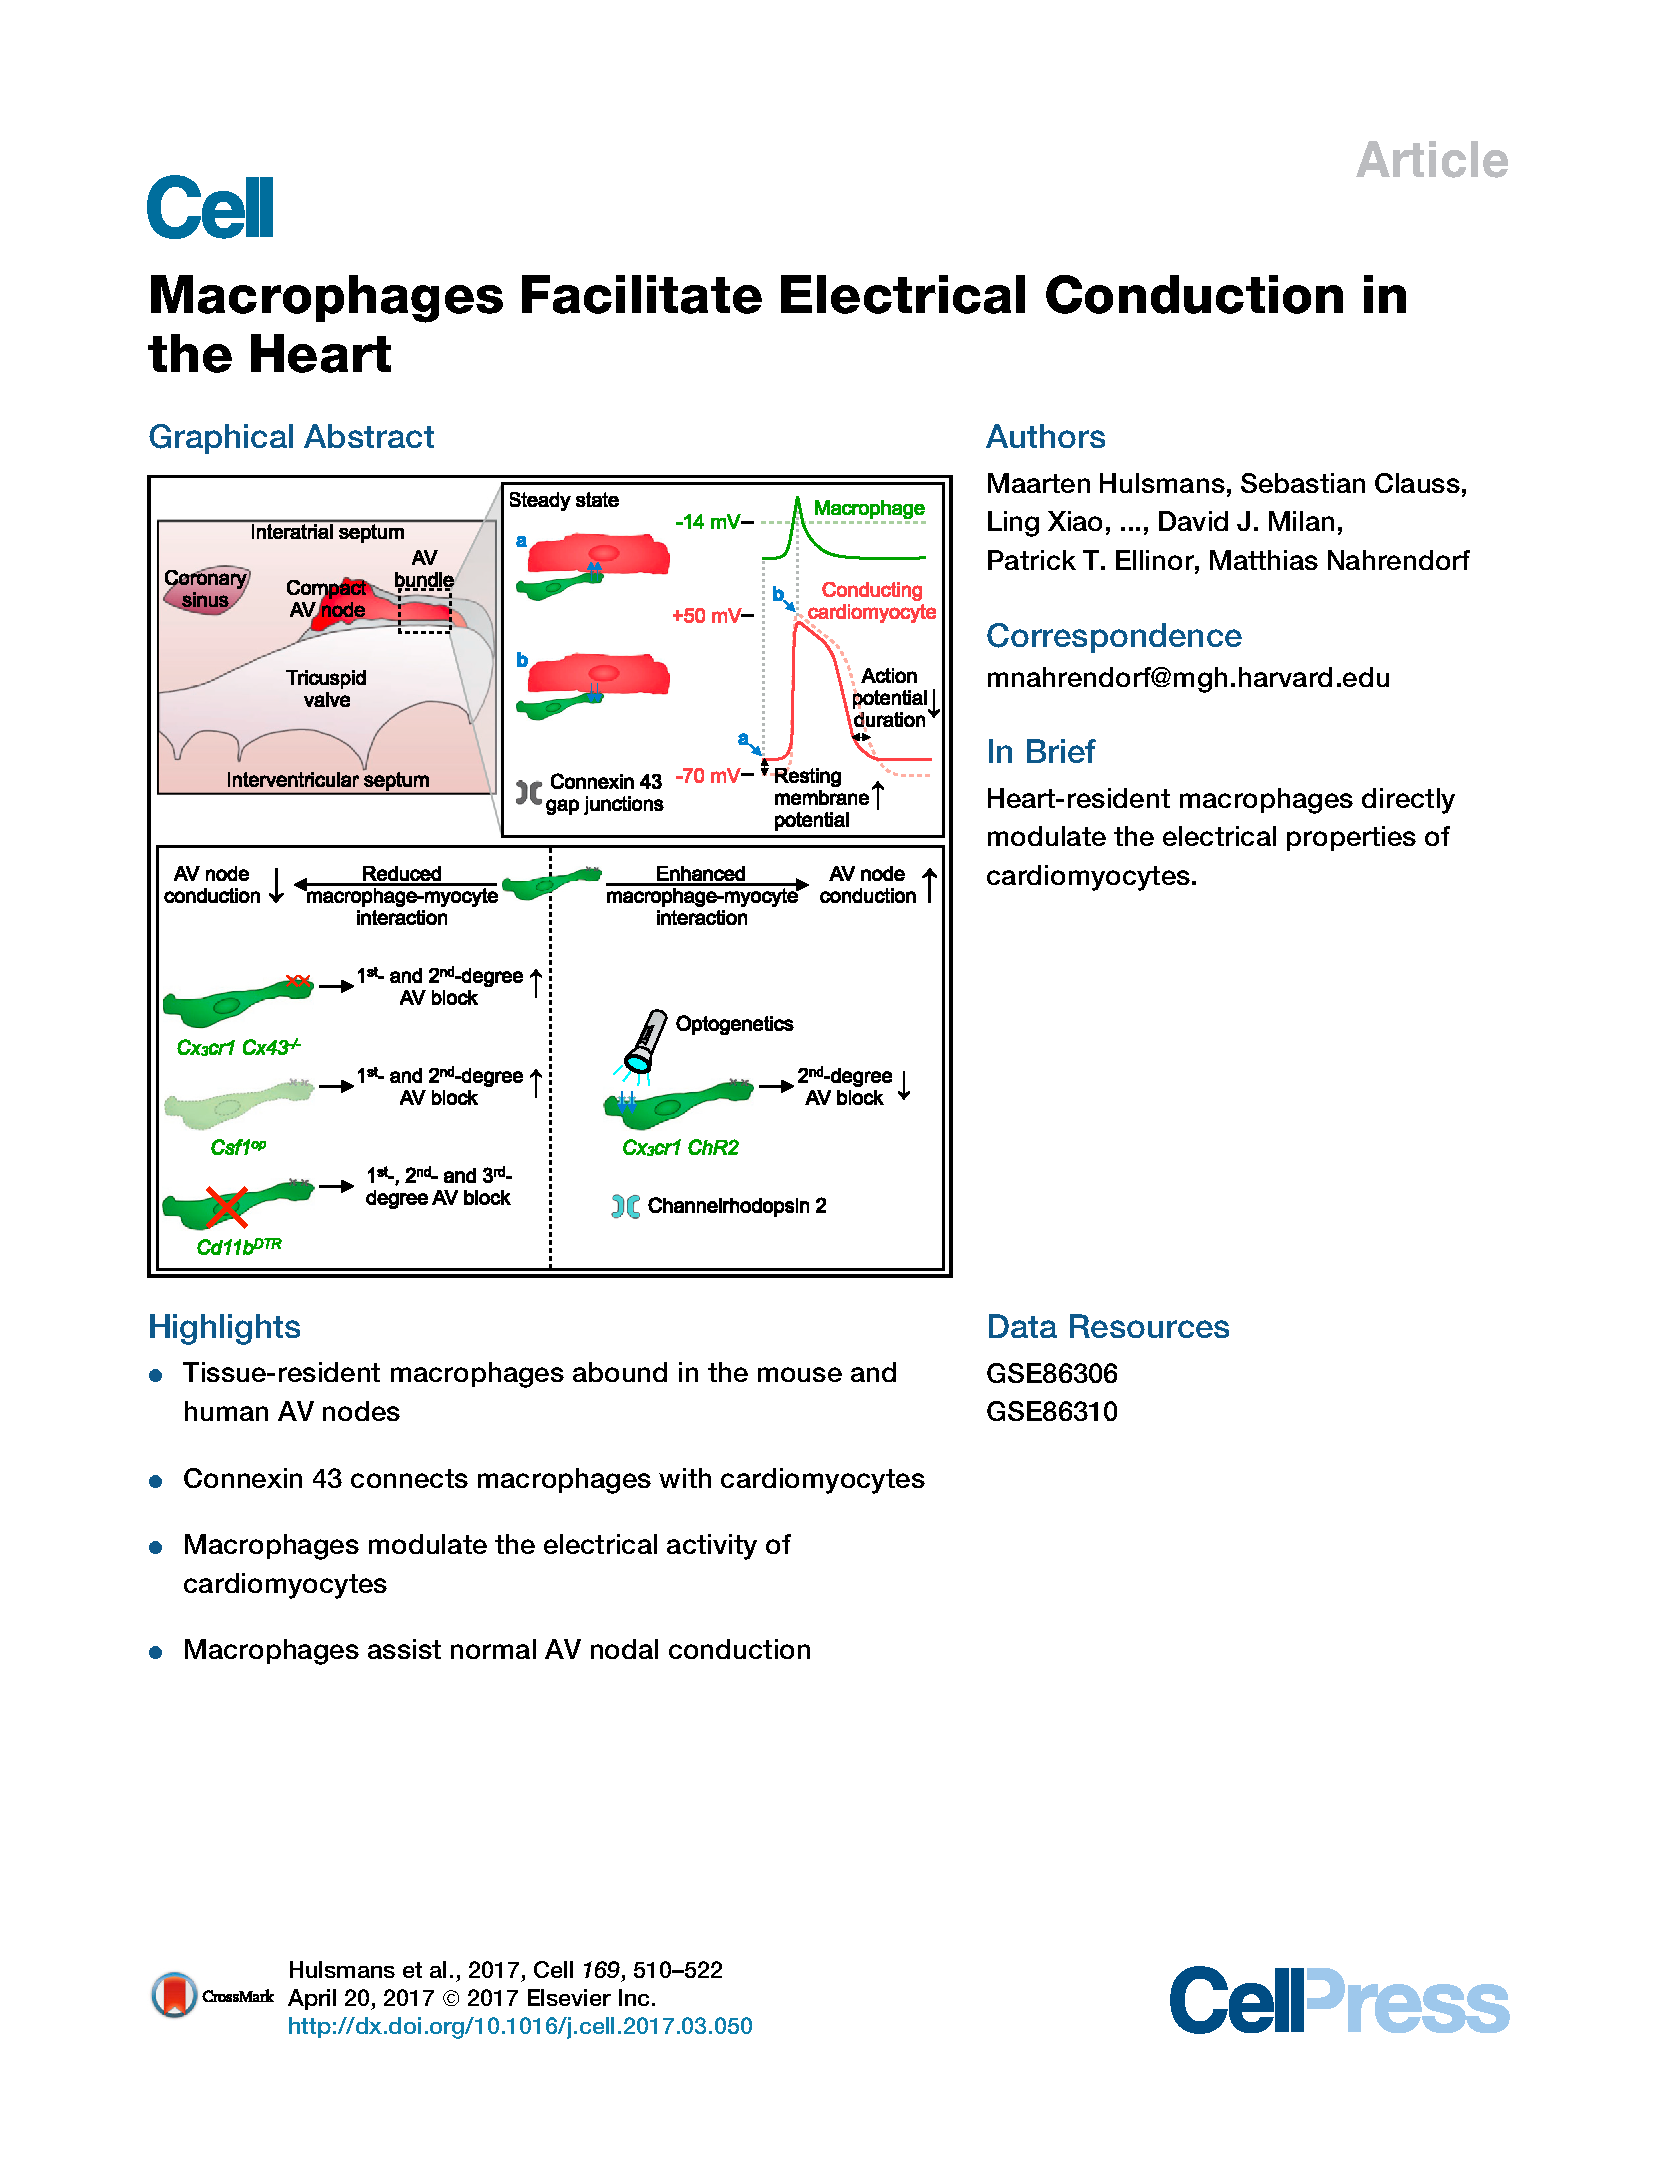 Article
Cell
Macrophages Facilitate Electrical Conduction in
the Heart
Graphical Abstract
Interatrial septum
Coronary
sinus
Compact
AV node
AV
bundle
Tricuspid
valve
Interventricular septum
Steady state
a
b
Connexin 43
gap junctions
-14 mV
Macrophage
+50 mV
b
Conducting
cardiomyocyte
Action
potential
duration
a
-70 mV
Resting
membrane
potential
AV node
conduction
Reduced
macrophage-myocyte
interaction
Enhanced
macrophage-myocyte
interaction
AV node
conduction
1st- and 2nd-degree
AV block
Cx3cr1 Cx43-/-
1st- and 2nd-degree
AV block
Csf1op
1st-, 2nd- and 3rd-
degree AV block
Cd11bDTR
Optogenetics
2nd-degree
AV block
Cx3cr1 ChR2
Channelrhodopsin 2
Authors
Maarten Hulsmans, Sebastian Clauss,
Ling Xiao, ..., David J. Milan,
Patrick T. Ellinor, Matthias Nahrendorf
Correspondence
mnahrendorf@mgh.harvard.edu
In Brief
Heart-resident macrophages directly
modulate the electrical properties of
cardiomyocytes.
Highlights
● Tissue-resident macrophages abound in the mouse and
human AV nodes
● Connexin 43 connects macrophages with cardiomyocytes
● Macrophages modulate the electrical activity of
cardiomyocytes
● Macrophages assist normal AV nodal conduction
Data Resources
GSE86306
GSE86310
CrossMark
Hulsmans et al., 2017, Cell 169, 510–522
April 20, 2017 © 2017 Elsevier Inc.
http://dx.doi.org/10.1016/j.cell.2017.03.050
CellPress